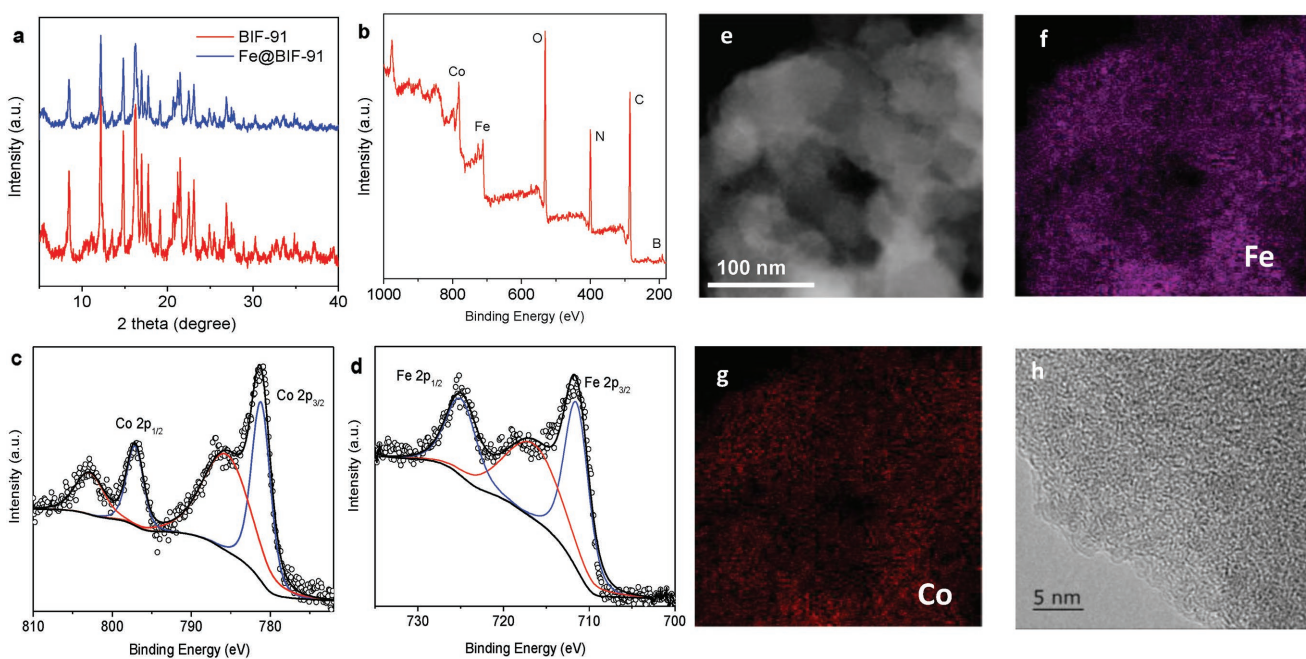 a
BIF-91
Fe@BIF-91
Intensity (a.u.)
10 20 30 40
2 theta (degree)
b
Co
Fe
O
N
C
B
Intensity (a.u.)
1000 800 600 400 200
Binding Energy (eV)
e
100 nm
f
Fe
c
Co 2p1/2
Co 2p3/2
Intensity (a.u.)
810 800 790 780
Binding Energy (eV)
d
Fe 2p1/2
Fe 2p3/2
Intensity (a.u.)
730 720 710 700
Binding Energy (eV)
g
Co
h
5 nm